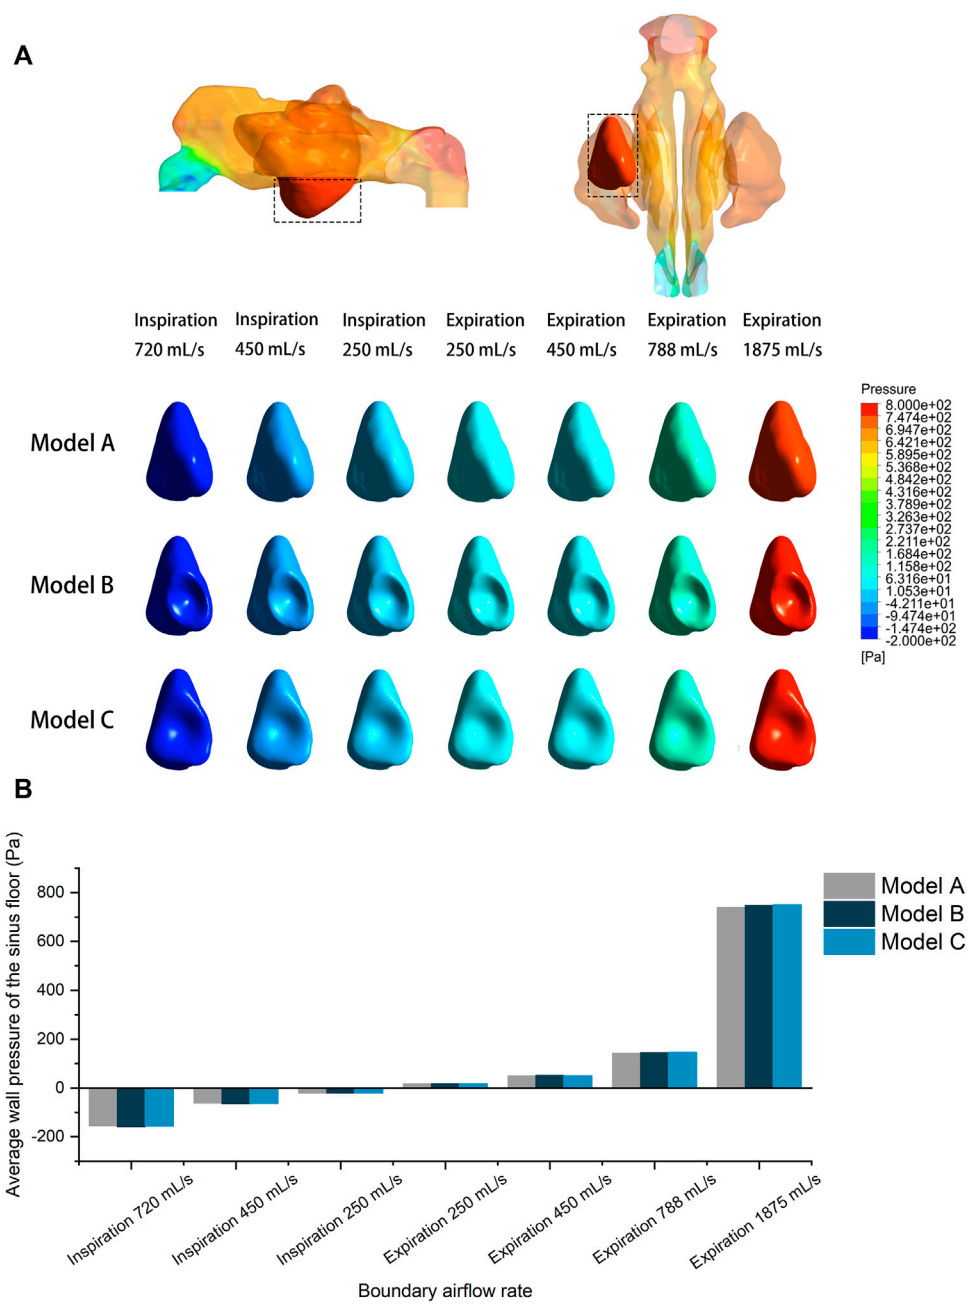 A
Inspiration Inspiration Inspiration Expiration Expiration Expiration Expiration
720 mL/s 450 mL/s 250 mL/s 250 mL/s 450 mL/s 788 mL/s 1875 mL/s
Model A
Model B
Model C
Pressure
8.000e+02
7.474e+02
6.947e+02
6.421e+02
5.895e+02
5.368e+02
4.842e+02
4.316e+02
3.789e+02
3.263e+02
2.737e+02
2.211e+02
1.684e+02
1.158e+02
6.316e+01
1.053e+01
-4.211e+01
-9.474e+01
-1.474e+02
-2.000e+02
[Pa]
B
Average wall pressure of the sinus floor (Pa)
800
600
400
200
0
-200
Model A
Model B
Model C
Inspiration 720 mL/s
Inspiration 450 mL/s
Inspiration 250 mL/s
Expiration 250 mL/s
Expiration 450 mL/s
Expiration 788 mL/s
Expiration 1875 mL/s
Boundary airflow rate